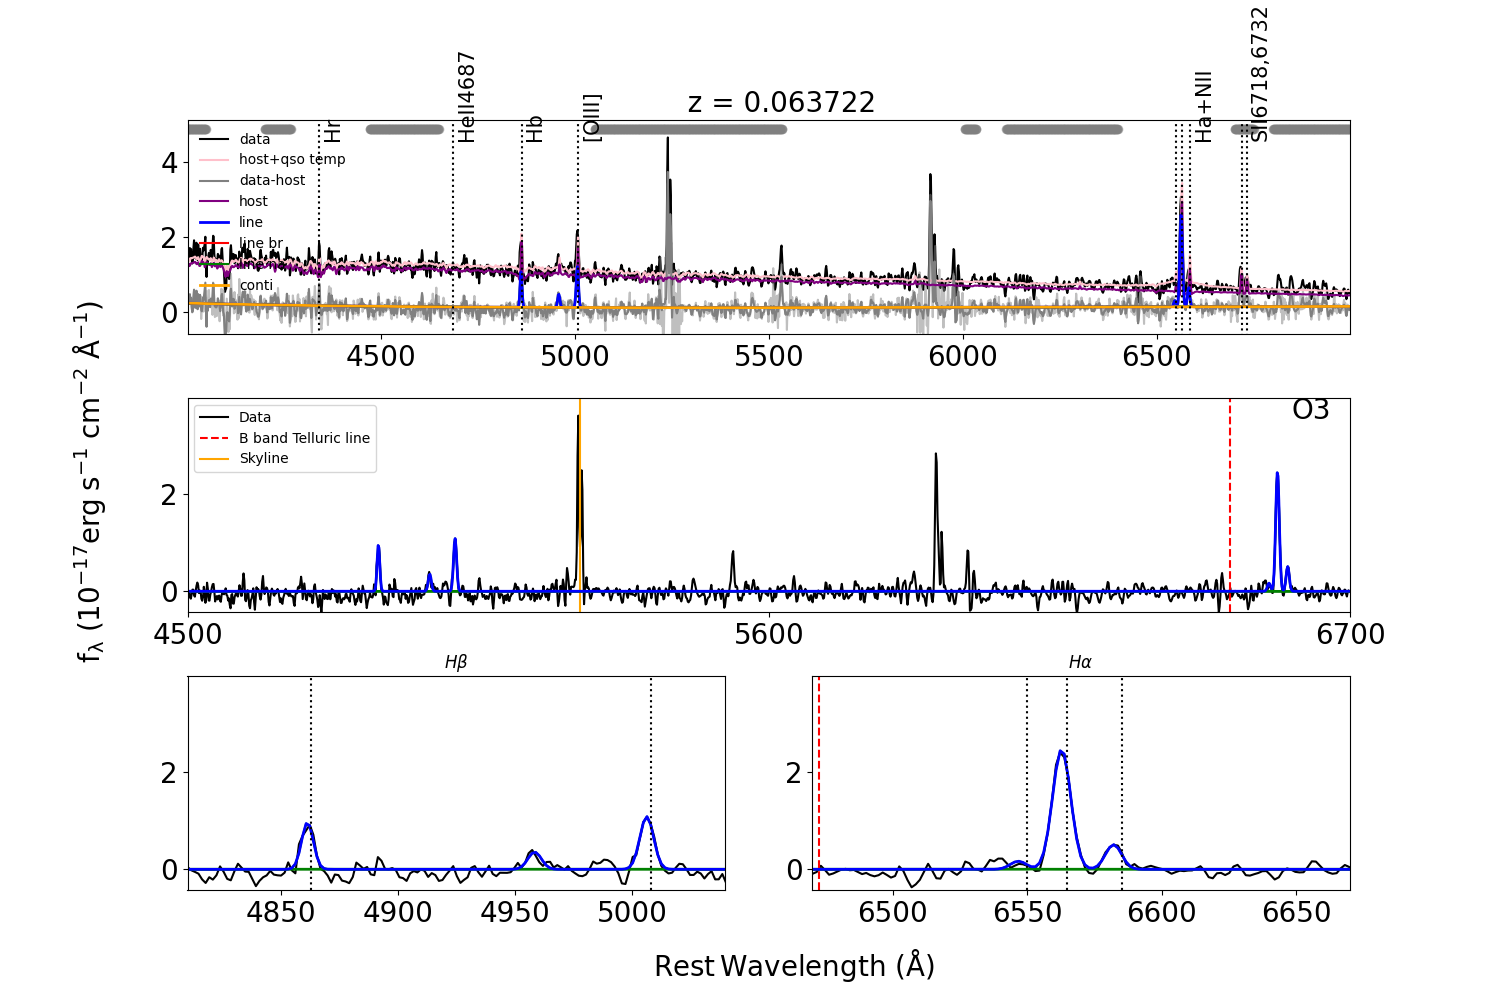 z = 0.063722
Hr
HeII4687
Hb
[OIII]
Ha+NII
SII6718,6732
data
host+qso temp
data-host
host
line
line br
conti
4
2
0
4500
5000
5500
6000
6500
fλ (10⁻¹⁷erg s⁻¹ cm⁻² Å⁻¹)
Data
B band Telluric line
Skyline
O3
2
0
4500
5600
6700
Hβ
2
0
4850
4900
4950
5000
Hα
2
0
6500
6550
6600
6650
Rest Wavelength (Å)